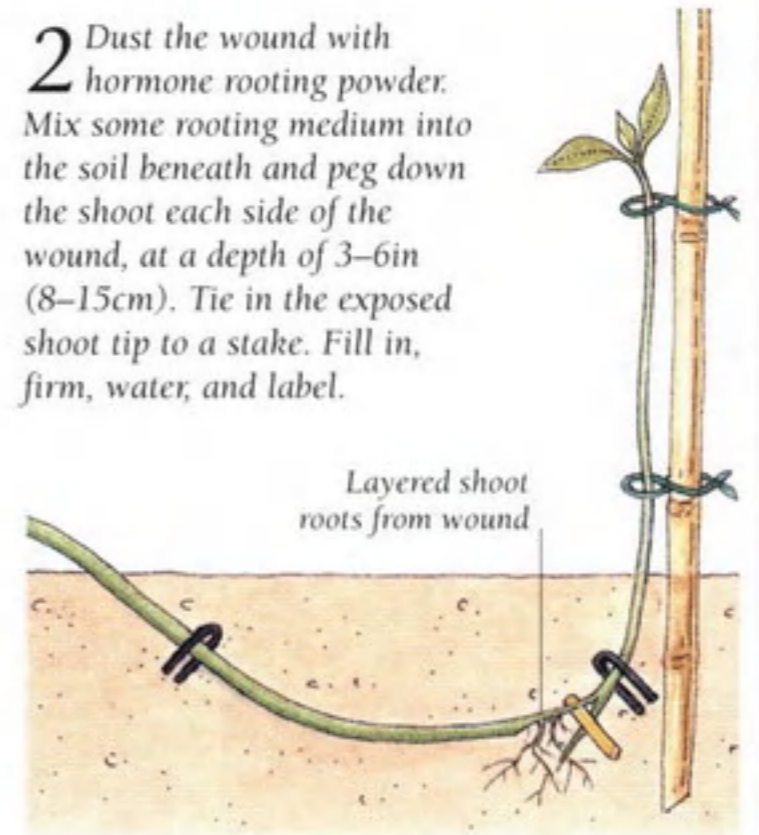 2 Dust the wound with
hormone rooting powder.
Mix some rooting medium into
the soil beneath and peg down
the shoot each side of the
wound, at a depth of 3–6in
(8–15cm). Tie in the exposed
shoot tip to a stake. Fill in,
firm, water, and label.
Layered shoot
roots from wound